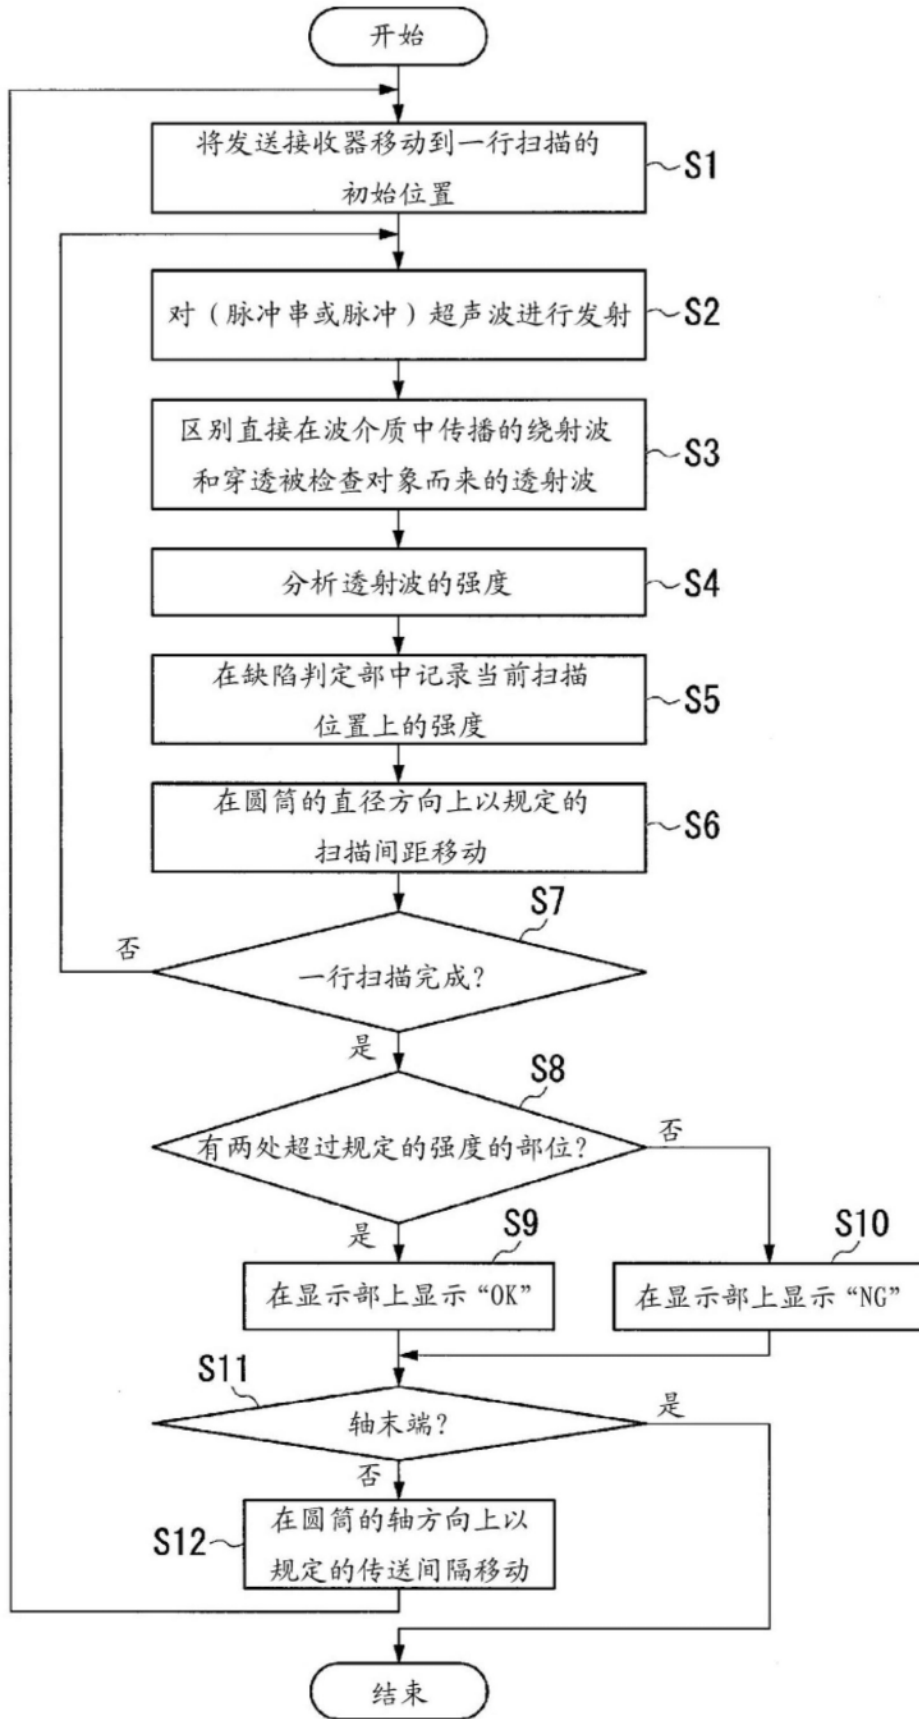 开始
将发送接收器移动到一行扫描的
初始位置
S1
对（脉冲串或脉冲）超声波进行发射
S2
区别直接在波介质中传播的绕射波
和穿透被检查对象而来的透射波
S3
分析透射波的强度
S4
在缺陷判定部中记录当前扫描
位置上的强度
S5
在圆筒的直径方向上以规定的
扫描间距移动
S6
S7
否
一行扫描完成？
是
S8
有两处超过规定的强度的部位？
否
是
S9
在显示部上显示“OK”
S10
在显示部上显示“NG”
S11
轴末端？
是
否
S12
在圆筒的轴方向上以
规定的传送间隔移动
结束